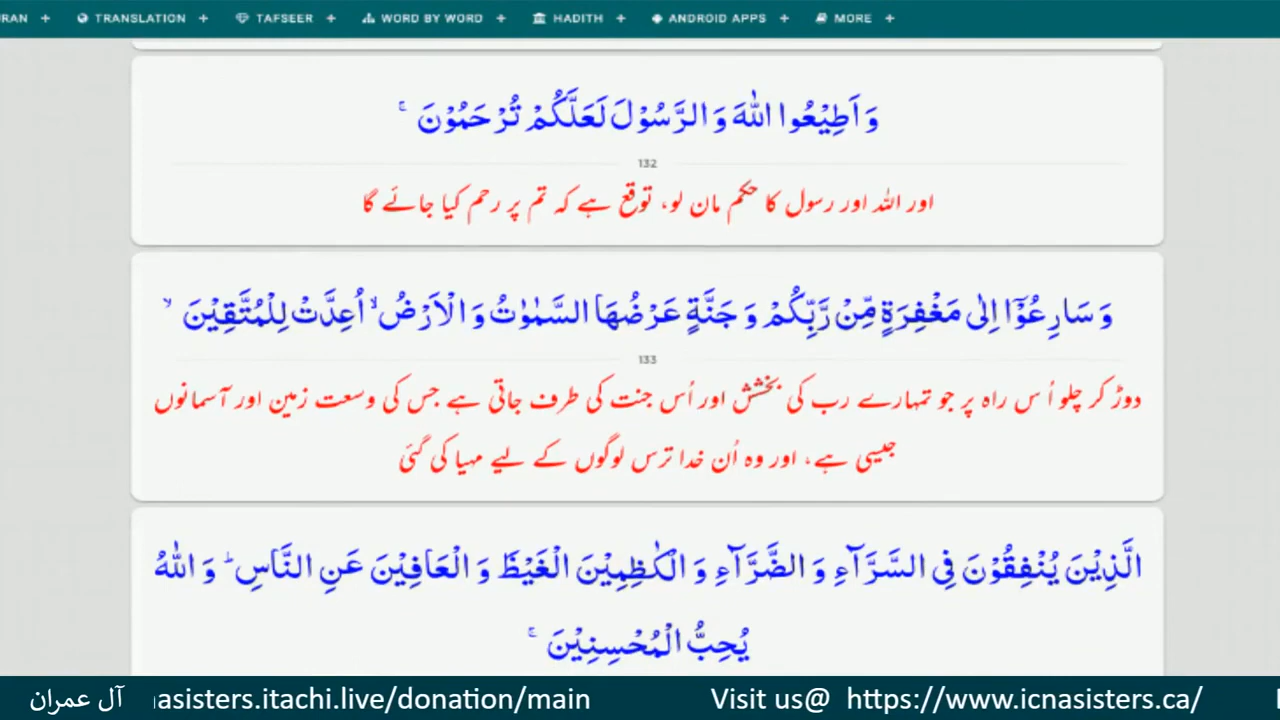 RAN + TRANSLATION + TAFSEER + WORD BY WORD + HADITH + ANDROID APPS + MORE +
وَ اَطِیْعُوا اللّٰهَ وَ الرَّسُوْلَ لَعَلَّكُمْ تُرْحَمُوْنَۚ
132
اور اللہ اور رسول کا حکم مان لو، توقع ہے کہ تم پر رحم کیا جائے گا
وَ سَارِعُوْۤا اِلٰى مَغْفِرَةٍ مِّنْ رَّبِّكُمْ وَ جَنَّةٍ عَرْضُهَا السَّمٰوٰتُ وَ الْاَرْضُۙ اُعِدَّتْ لِلْمُتَّقِیْنَۙ
133
دوڑ کر چلو اُ س راہ پر جو تمہارے رب کی بخشش اور اُس جنت کی طرف جاتی ہے جس کی وسعت زمین اور آسمانوں
جیسی ہے، اور وہ اُن خدا ترس لوگوں کے لیے مہیا کی گئی
الَّذِیْنَ یُنْفِقُوْنَ فِی السَّرَّآءِ وَ الضَّرَّآءِ وَ الْكٰظِمِیْنَ الْغَیْظَ وَ الْعَافِیْنَ عَنِ النَّاسِؕ وَ اللّٰهُ
یُحِبُّ الْمُحْسِنِیْنَۚ
آل عمران asisters.itachi.live/donation/main Visit us@ https://www.icnasisters.ca/